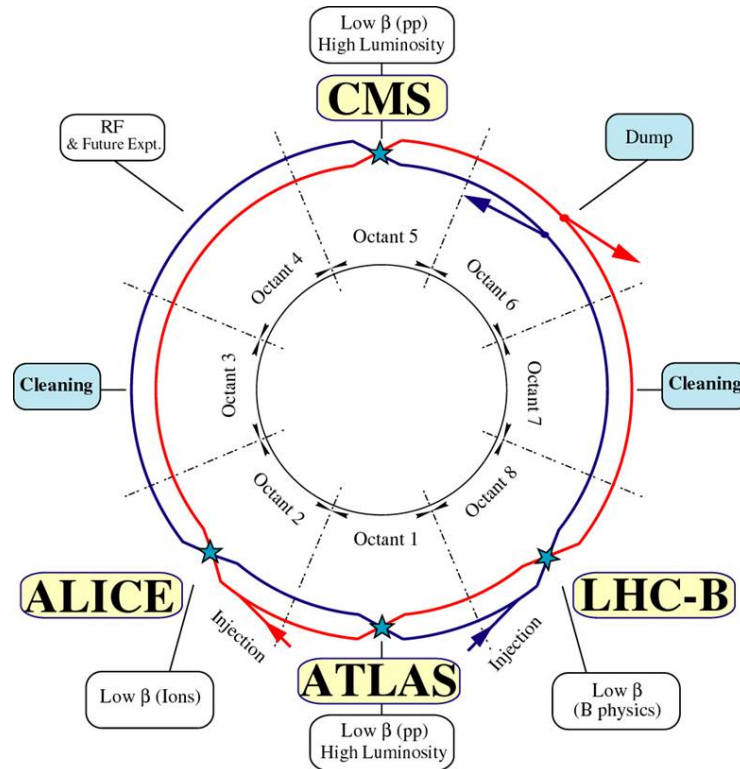 Low β (pp)
High Luminosity
CMS
RF
& Future Expt.
Dump
Octant 5
Octant 4
Octant 6
Cleaning
Octant 3
Octant 7
Cleaning
Octant 2
Octant 8
Octant 1
ALICE
LHC-B
Injection
Injection
ATLAS
Low β (Ions)
Low β
(B physics)
Low β (pp)
High Luminosity